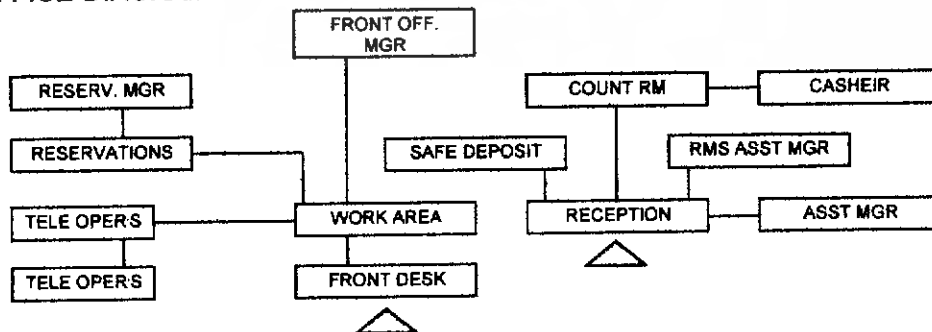 FRONT OFF.
MGR
RESERV. MGR
COUNT RM
CASHEIR
RESERVATIONS
SAFE DEPOSIT
RMS ASST MGR
TELE OPER'S
WORK AREA
RECEPTION
ASST MGR
TELE OPER'S
FRONT DESK